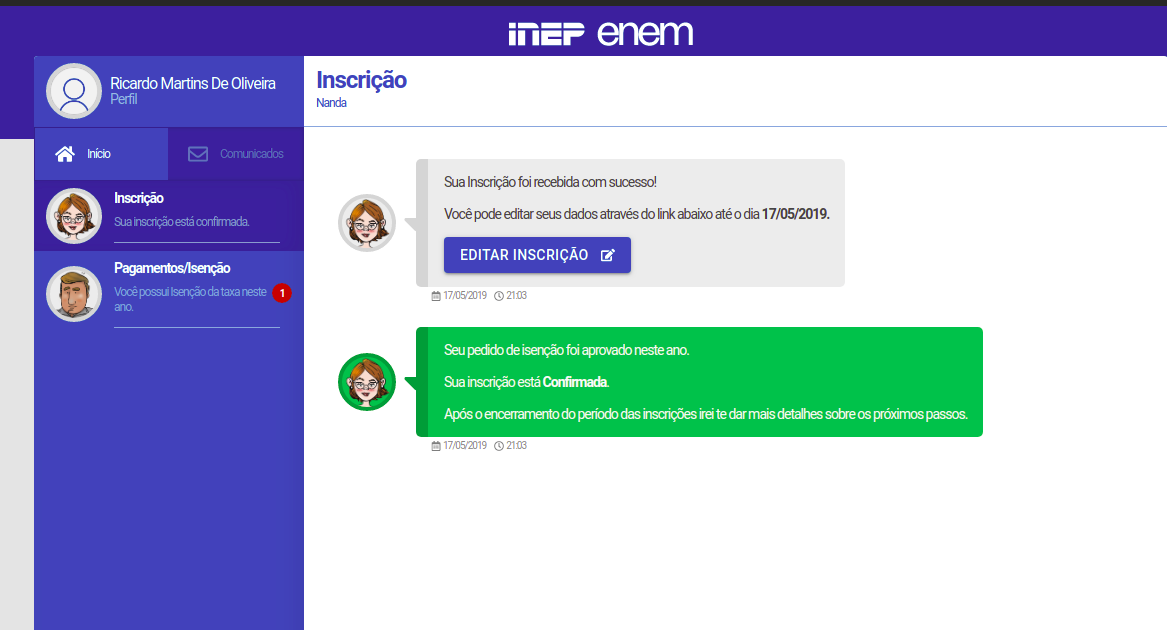 inep enem
Ricardo Martins De Oliveira
Perfil
Início
Comunicados
Inscrição
Sua inscrição está confirmada.
Pagamentos/Isenção
Você possui Isenção da taxa neste
ano.
1
Inscrição
Nanda
Sua Inscrição foi recebida com sucesso!
Você pode editar seus dados através do link abaixo até o dia 17/05/2019.
EDITAR INSCRIÇÃO
17/05/2019 21:03
Seu pedido de isenção foi aprovado neste ano.
Sua inscrição está Confirmada.
Após o encerramento do período das inscrições irei te dar mais detalhes sobre os próximos passos.
17/05/2019 21:03